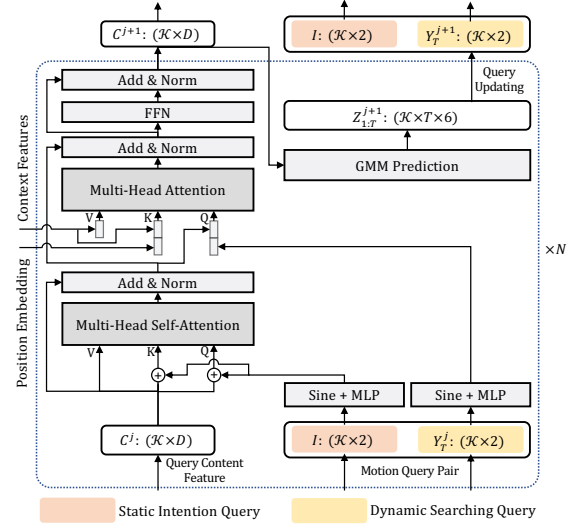 C^{j+1}: (𝒦×D)
I: (𝒦×2)
Y_T^{j+1}: (𝒦×2)
Add & Norm
Query
Updating
FFN
Z_{1:T}^{j+1}: (𝒦×T×6)
Add & Norm
GMM Prediction
Multi-Head Attention
Context Features
V
K
Q
×N
Position Embedding
Add & Norm
Multi-Head Self-Attention
V
K
Q
+
+
Sine + MLP
Sine + MLP
C^j: (𝒦×D)
I: (𝒦×2)
Y_T^j: (𝒦×2)
Query Content
Feature
Motion Query Pair
Static Intention Query
Dynamic Searching Query